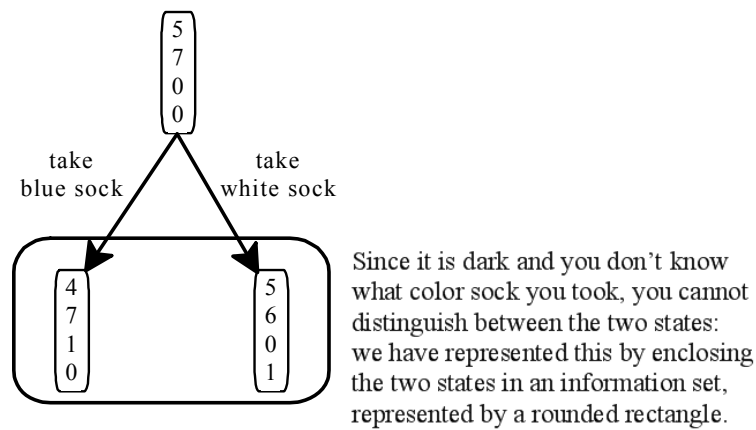 5
7
0
0
take
blue sock
take
white sock
4
7
1
0
5
6
0
1
Since it is dark and you don’t know
what color sock you took, you cannot
distinguish between the two states:
we have represented this by enclosing
the two states in an information set,
represented by a rounded rectangle.